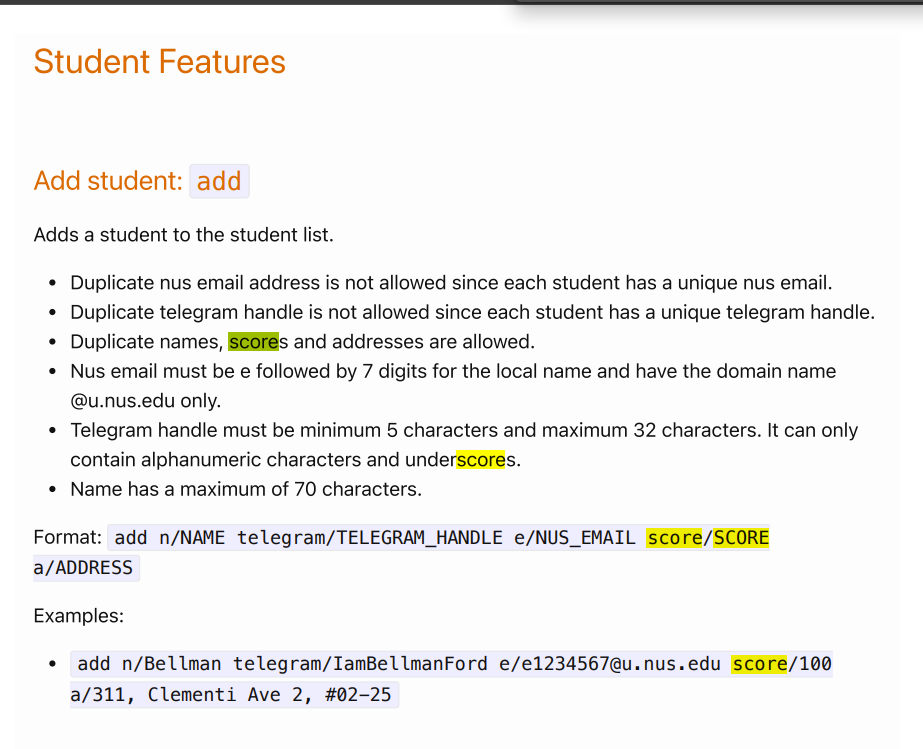 Student Features
Add student: add
Adds a student to the student list.
Duplicate nus email address is not allowed since each student has a unique nus email.
Duplicate telegram handle is not allowed since each student has a unique telegram handle.
Duplicate names, scores and addresses are allowed.
Nus email must be e followed by 7 digits for the local name and have the domain name
@u.nus.edu only.
Telegram handle must be minimum 5 characters and maximum 32 characters. It can only
contain alphanumeric characters and underscores.
Name has a maximum of 70 characters.
Format: add n/NAME telegram/TELEGRAM_HANDLE e/NUS_EMAIL score/SCORE
a/ADDRESS
Examples:
add n/Bellman telegram/IamBellmanFord e/e1234567@u.nus.edu score/100
a/311, Clementi Ave 2, #02-25